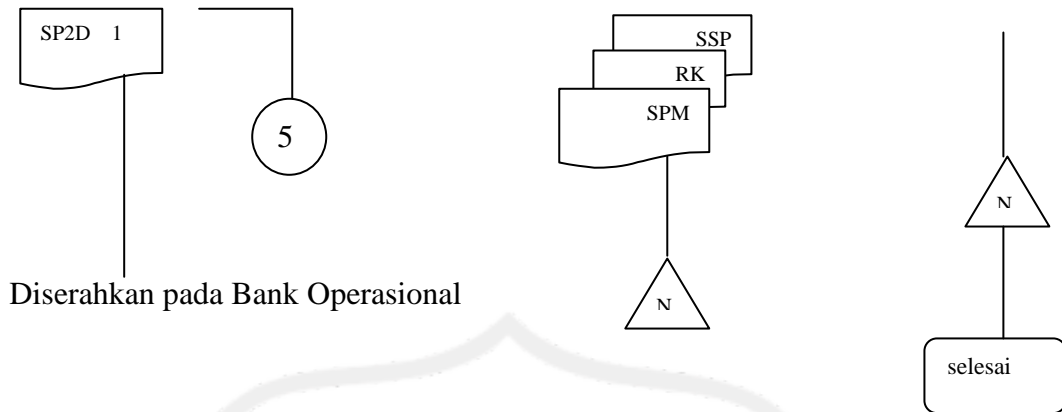 SP2D 1
5
Diserahkan pada Bank Operasional
SSP
RK
SPM
N
N
selesai